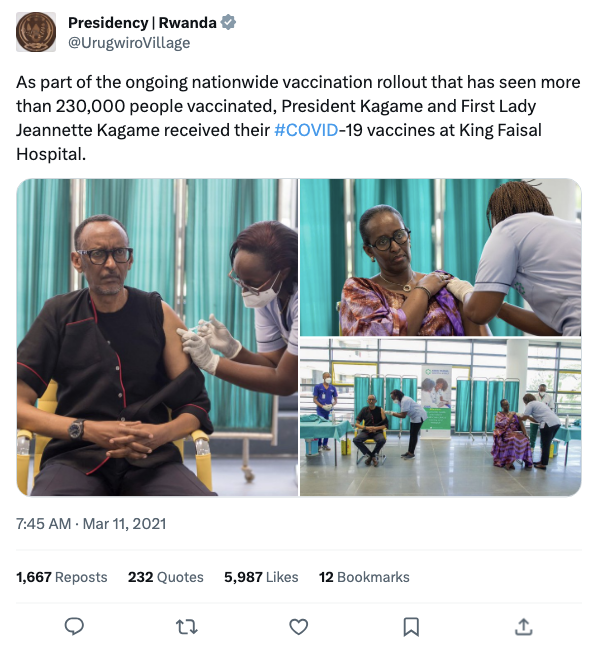 Presidency | Rwanda
@UrugwiroVillage
As part of the ongoing nationwide vaccination rollout that has seen more
than 230,000 people vaccinated, President Kagame and First Lady
Jeannette Kagame received their #COVID-19 vaccines at King Faisal
Hospital.
7:45 AM · Mar 11, 2021
1,667 Reposts 232 Quotes 5,987 Likes 12 Bookmarks